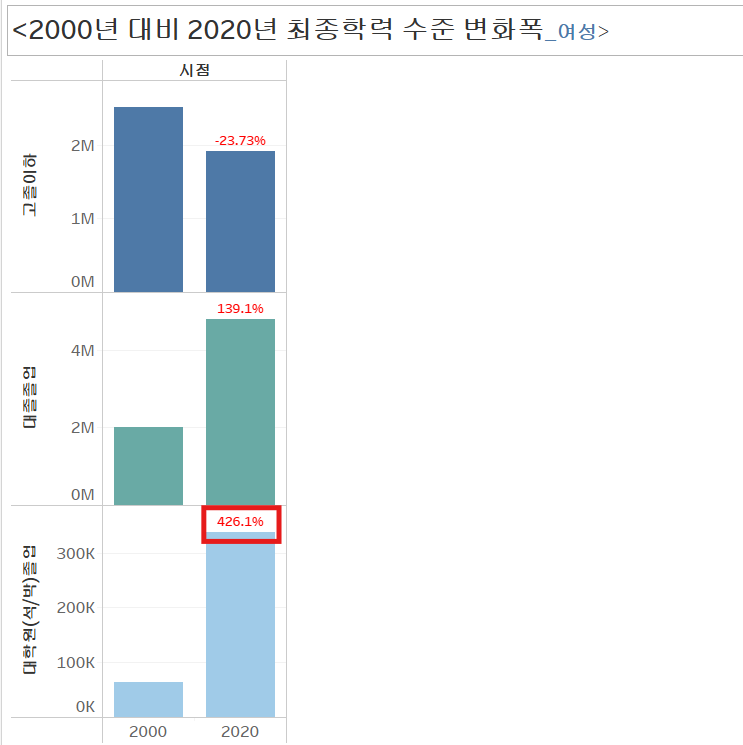 <2000년 대비 2020년 최종학력 수준 변화폭_여성>
시점
고졸이하
2M
1M
0M
-23.73%
대졸졸업
4M
2M
0M
139.1%
대학원(석/박)졸업
300K
200K
100K
0K
426.1%
2000 2020